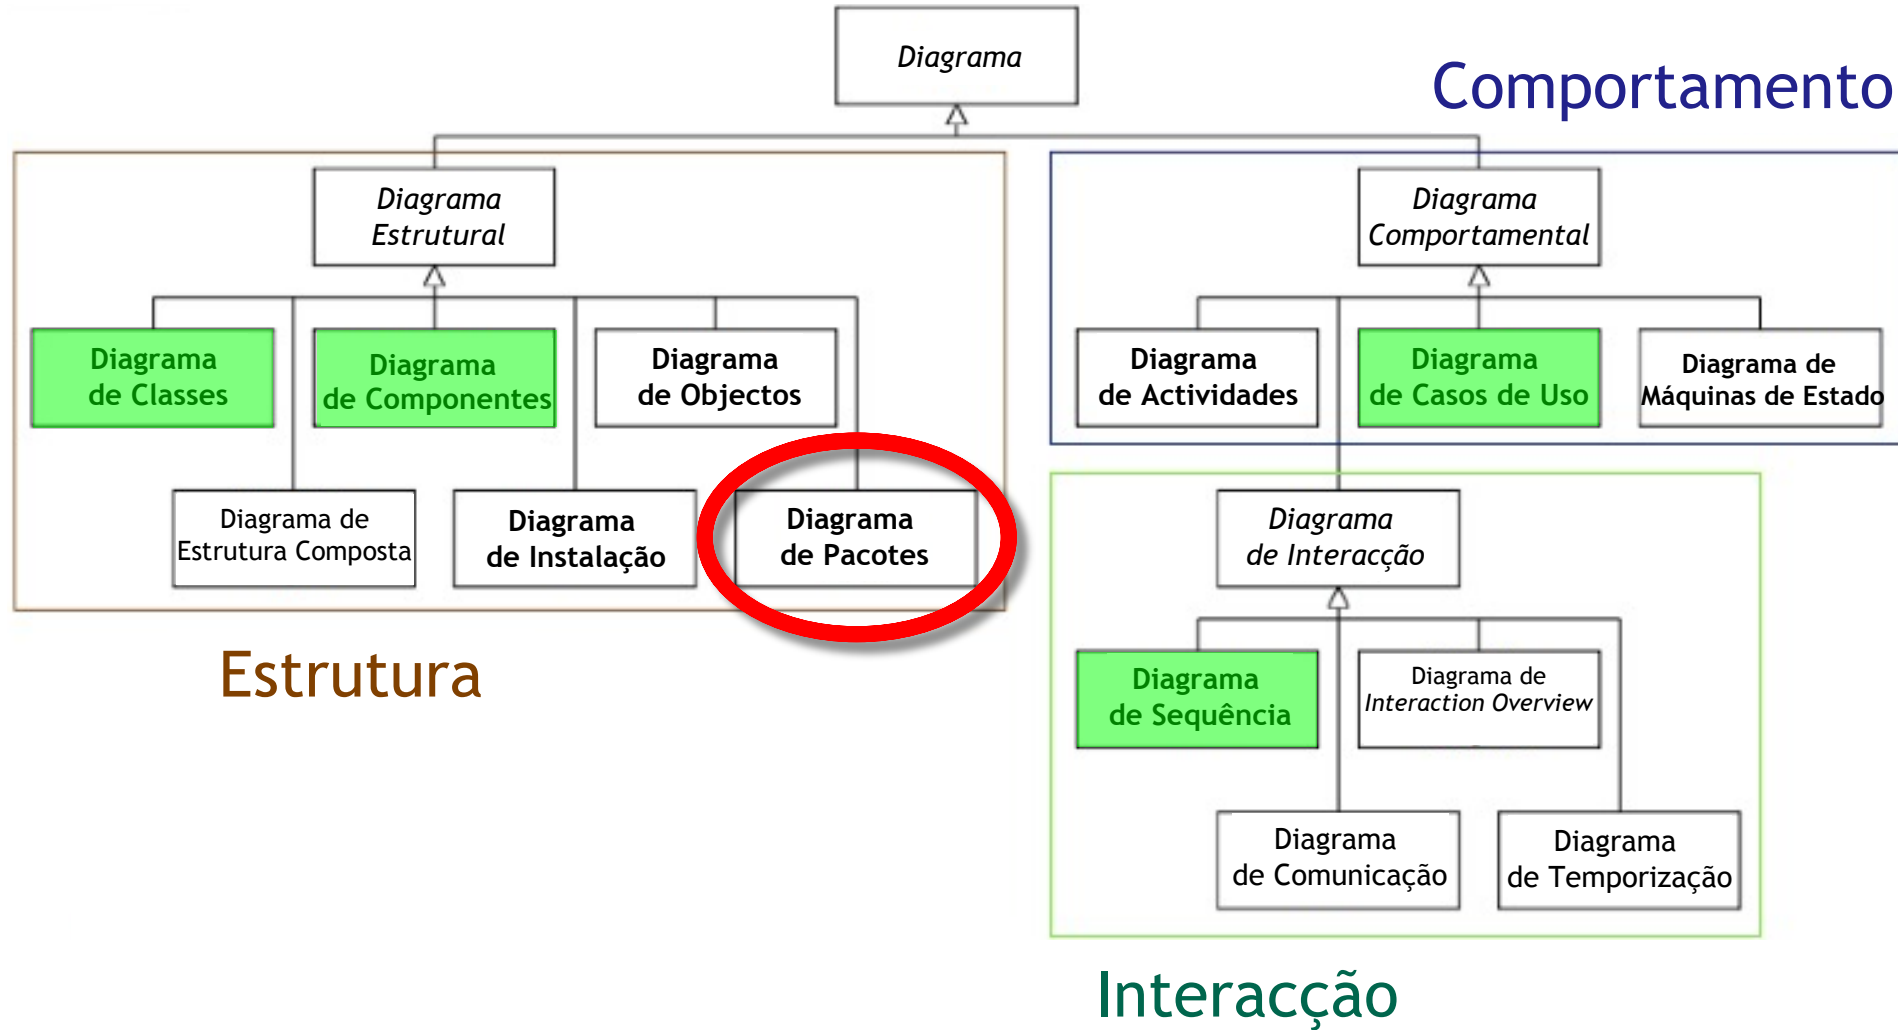 Diagrama
Comportamento
Diagrama
Estrutural
Diagrama
Comportamental
Diagrama
de Classes
Diagrama
de Componentes
Diagrama
de Objectos
Diagrama
de Actividades
Diagrama
de Casos de Uso
Diagrama de
Máquinas de Estado
Diagrama de
Estrutura Composta
Diagrama
de Instalação
Diagrama
de Pacotes
Diagrama
de Interacção
Estrutura
Diagrama
de Sequência
Diagrama de
Interaction Overview
Diagrama
de Comunicação
Diagrama
de Temporização
Interacção